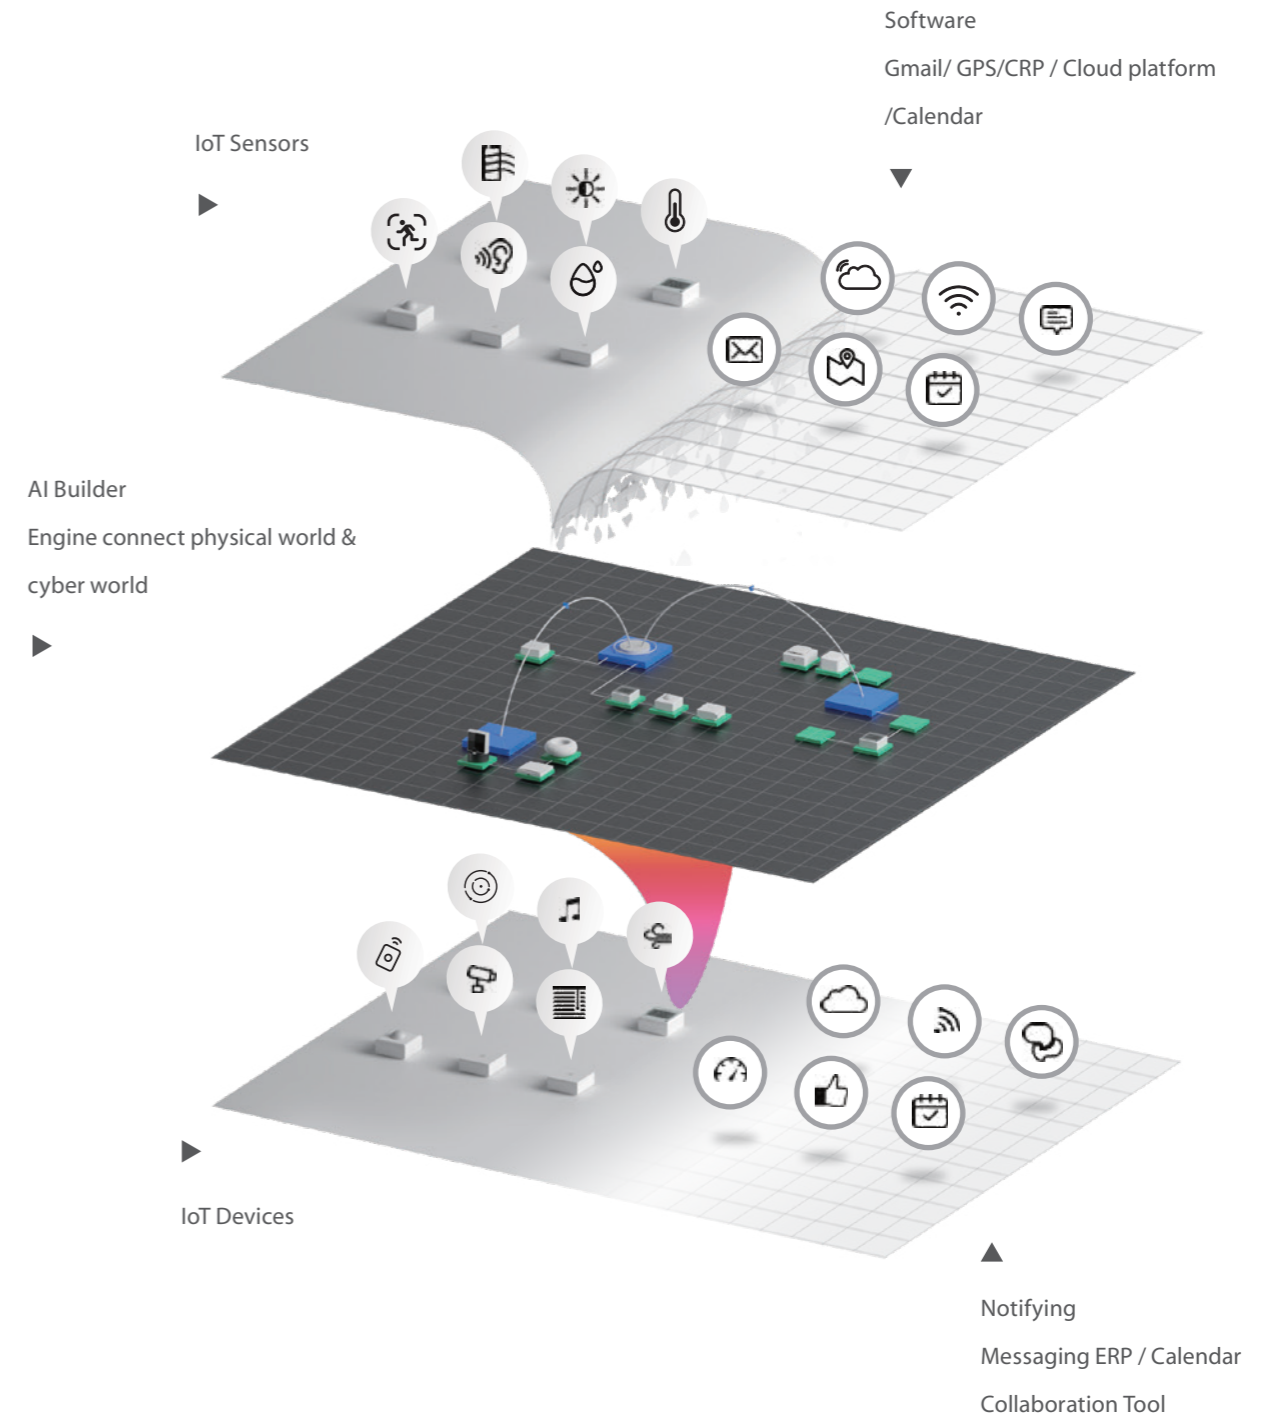 Software
Gmail/ GPS/CRP / Cloud platform
/Calendar
IoT Sensors
AI Builder
Engine connect physical world &
cyber world
IoT Devices
Notifying
Messaging ERP / Calendar
Collaboration Tool